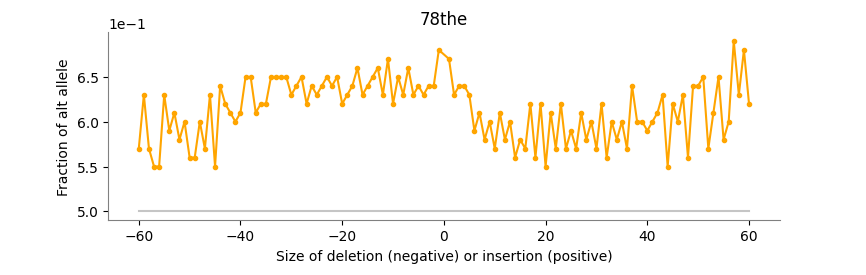 78the
1e−1
Fraction of alt allele
6.5
6.0
5.5
5.0
−60 −40 −20 0 20 40 60
Size of deletion (negative) or insertion (positive)